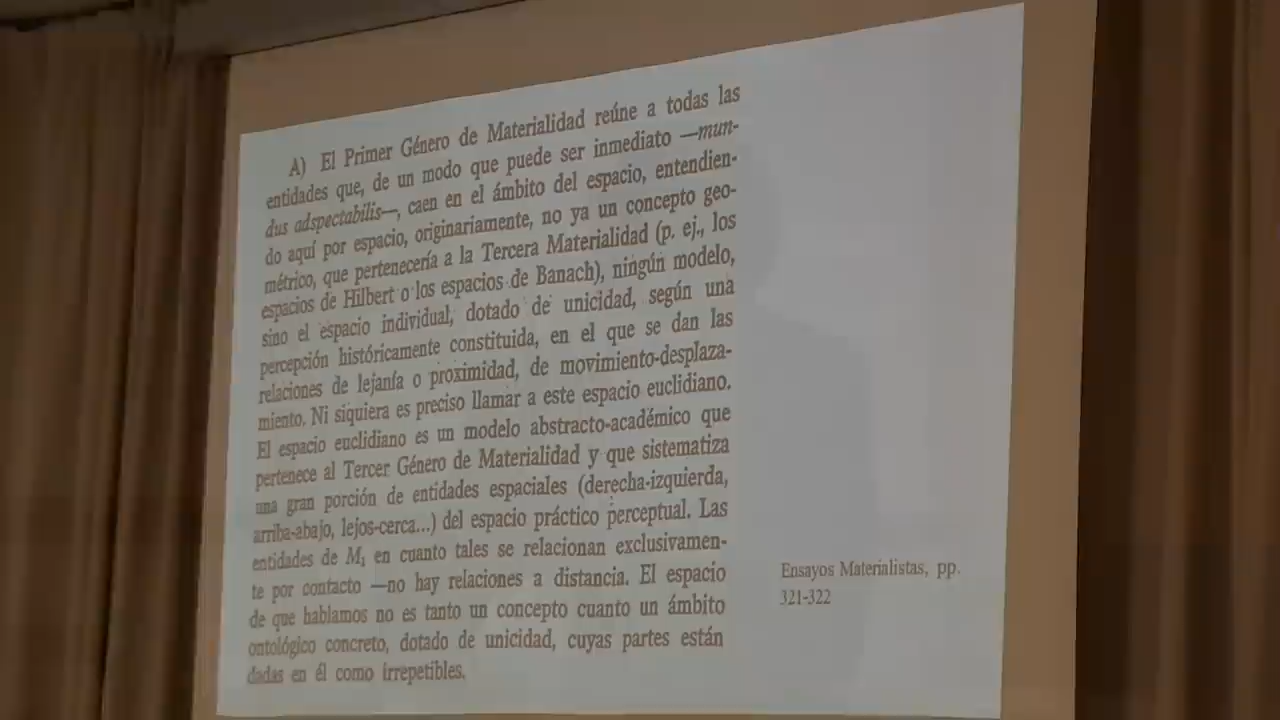 A) El Primer Género de Materialidad reúne a todas las
entidades que, de un modo que puede ser inmediato —mun-
dus adspectabilis—, caen en el ámbito del espacio, entendien-
do aquí por espacio, originariamente, no ya un concepto geo-
métrico, que pertenecería a la Tercera Materialidad (p. ej., los
espacios de Hilbert o los espacios de Banach), ningún modelo,
sino el espacio individual, dotado de unicidad, según una
percepción históricamente constituida, en el que se dan las
relaciones de lejanía o proximidad, de movimiento-desplaza-
miento. Ni siquiera es preciso llamar a este espacio euclidiano.
El espacio euclidiano es un modelo abstracto-académico que
pertenece al Tercer Género de Materialidad y que sistematiza
una gran porción de entidades espaciales (derecha-izquierda,
arriba-abajo, lejos-cerca...) del espacio práctico perceptual. Las
entidades de M₁ en cuanto tales se relacionan exclusivamen-
te por contacto —no hay relaciones a distancia. El espacio
de que hablamos no es tanto un concepto cuanto un ámbito
ontológico concreto, dotado de unicidad, cuyas partes están
dadas en él como irrepetibles.
Ensayos Materialistas, pp.
321-322